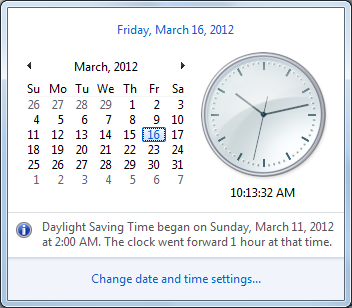 Friday, March 16, 2012
March, 2012
Su Mo Tu We Th Fr Sa
26 27 28 29 1 2 3
4 5 6 7 8 9 10
11 12 13 14 15 16 17
18 19 20 21 22 23 24
25 26 27 28 29 30 31
1 2 3 4 5 6 7
10:13:32 AM
Daylight Saving Time began on Sunday, March 11, 2012
at 2:00 AM. The clock went forward 1 hour at that time.
Change date and time settings...